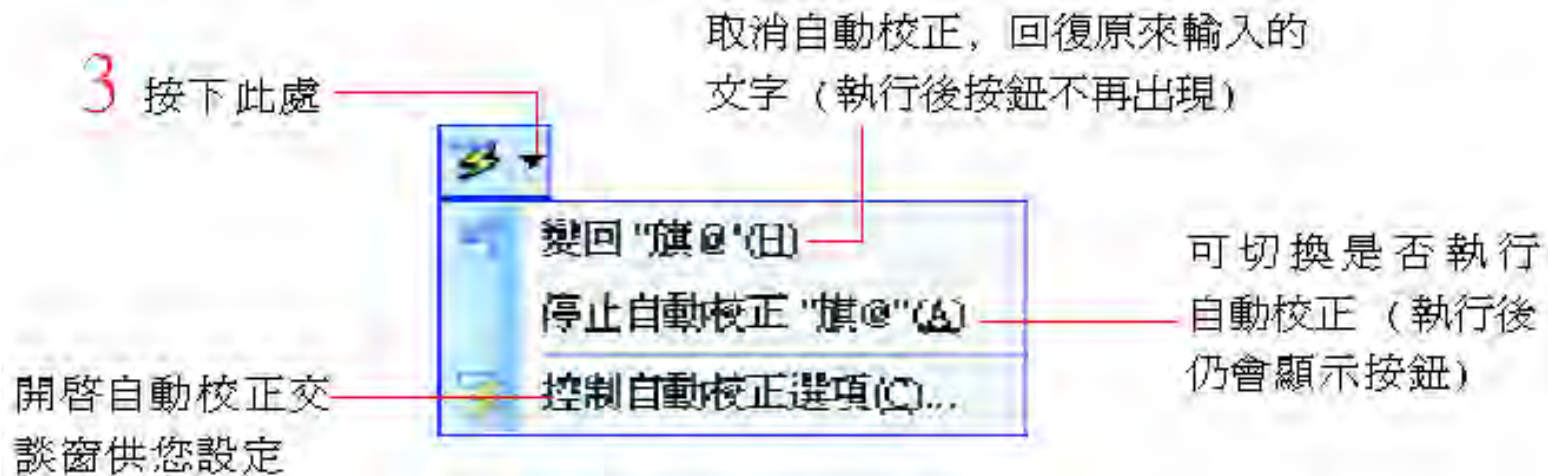 取消自動校正，回復原來輸入的
文字（執行後按鈕不再出現）
3 按下此處
變回 "旗@"(H)
停止自動校正 "旗@"(A)
控制自動校正選項(C)...
可切換是否執行
自動校正（執行後
仍會顯示按鈕）
開啓自動校正交
談窗供您設定